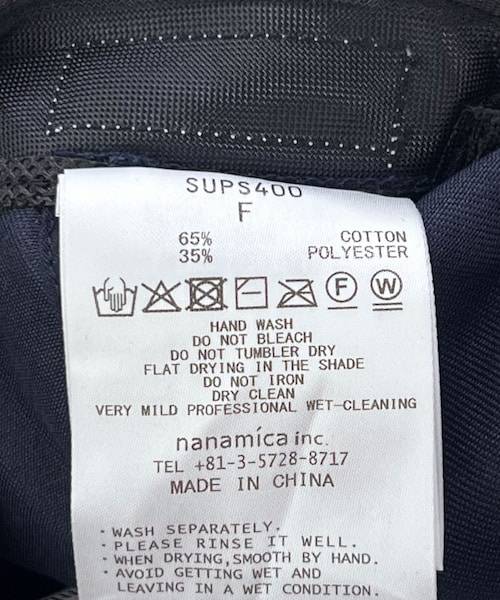 SUPS400
F
65% COTTON
35% POLYESTER
F W
HAND WASH
DO NOT BLEACH
DO NOT TUMBLER DRY
FLAT DRYING IN THE SHADE
DO NOT IRON
DRY CLEAN
VERY MILD PROFESSIONAL WET-CLEANING
nanamica inc.
TEL +81-3-5728-8717
MADE IN CHINA
・WASH SEPARATELY.
・PLEASE RINSE IT WELL.
・WHEN DRYING,SMOOTH BY HAND.
・AVOID GETTING WET AND
LEAVING IN A WET CONDITION.